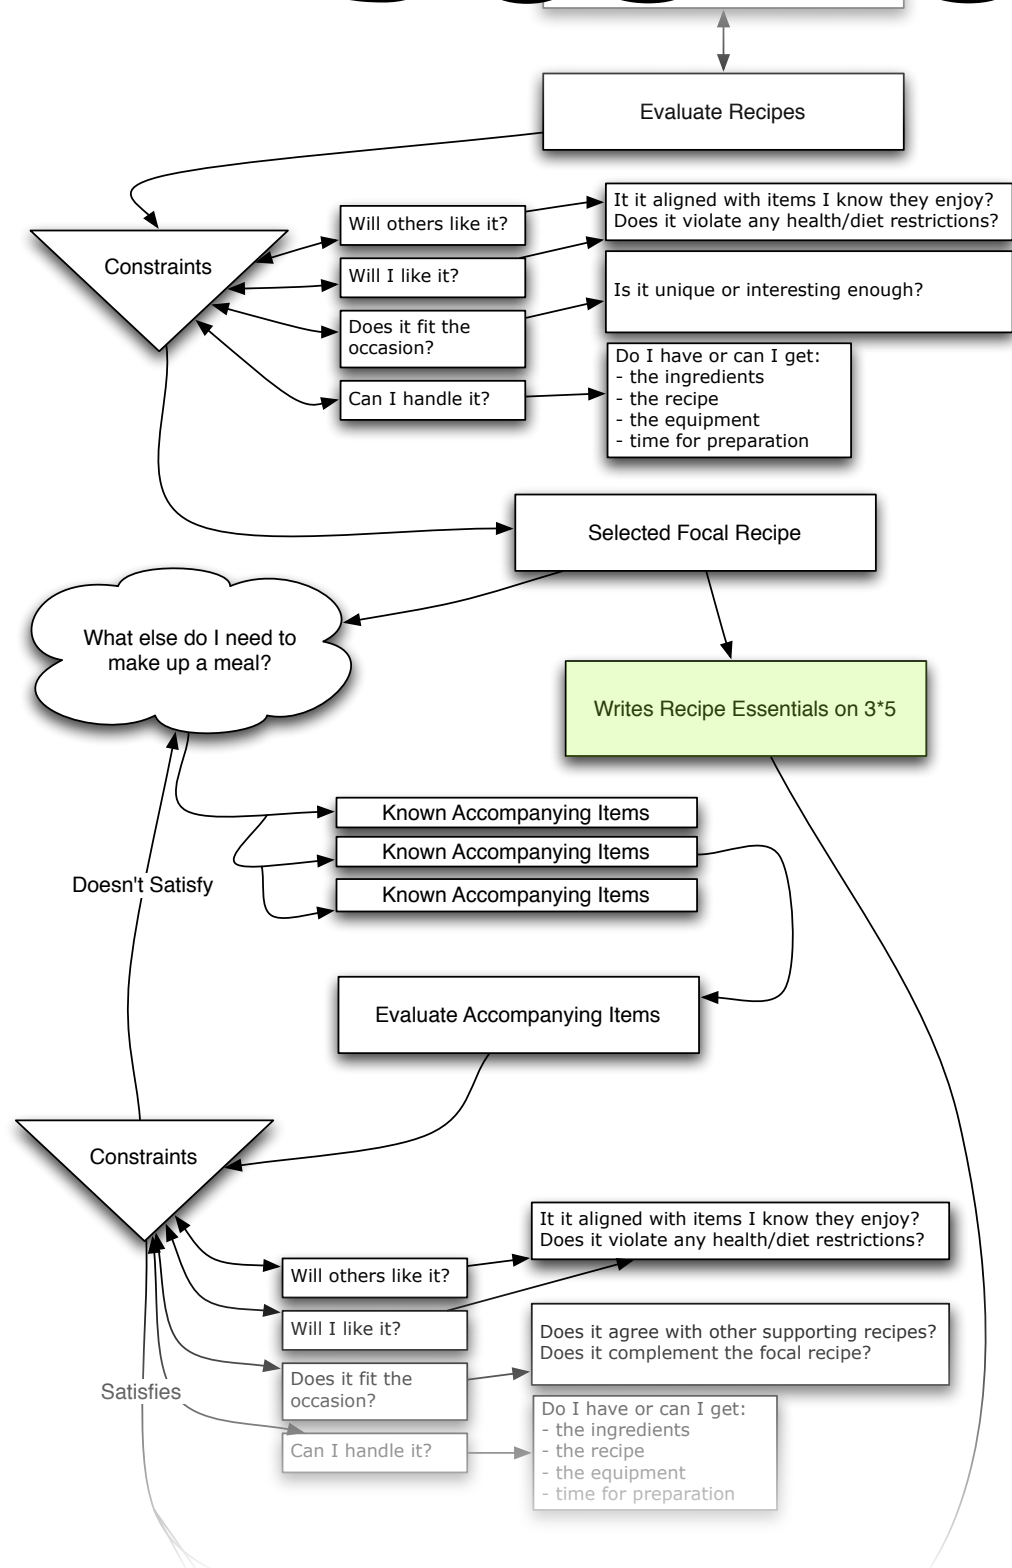 Evaluate Recipes
Constraints
Will others like it?
It it aligned with items I know they enjoy?
Does it violate any health/diet restrictions?
Will I like it?
Is it unique or interesting enough?
Does it fit the
occasion?
Can I handle it?
Do I have or can I get:
- the ingredients
- the recipe
- the equipment
- time for preparation
Selected Focal Recipe
What else do I need to
make up a meal?
Writes Recipe Essentials on 3*5
Known Accompanying Items
Known Accompanying Items
Known Accompanying Items
Doesn't Satisfy
Evaluate Accompanying Items
Constraints
It it aligned with items I know they enjoy?
Does it violate any health/diet restrictions?
Will others like it?
Will I like it?
Does it agree with other supporting recipes?
Does it complement the focal recipe?
Does it fit the
occasion?
Satisfies
Can I handle it?
Do I have or can I get:
- the ingredients
- the recipe
- the equipment
- time for preparation